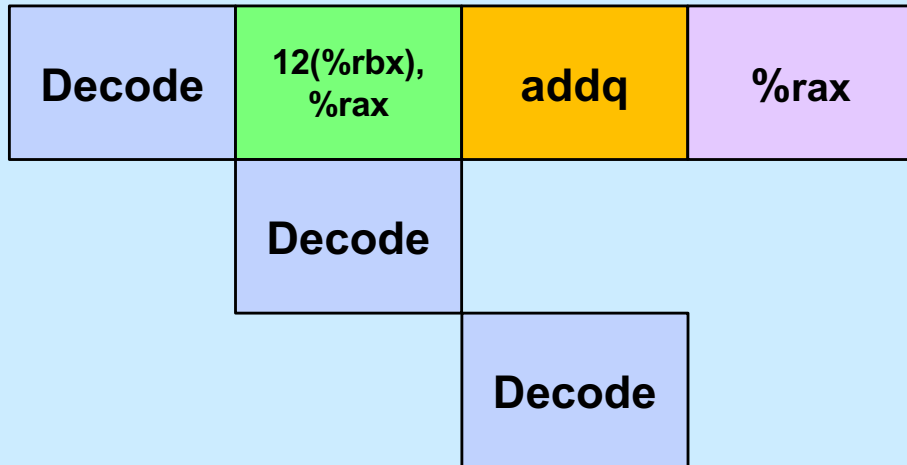 Decode
12(%rbx),
%rax
addq
%rax
Decode
Decode